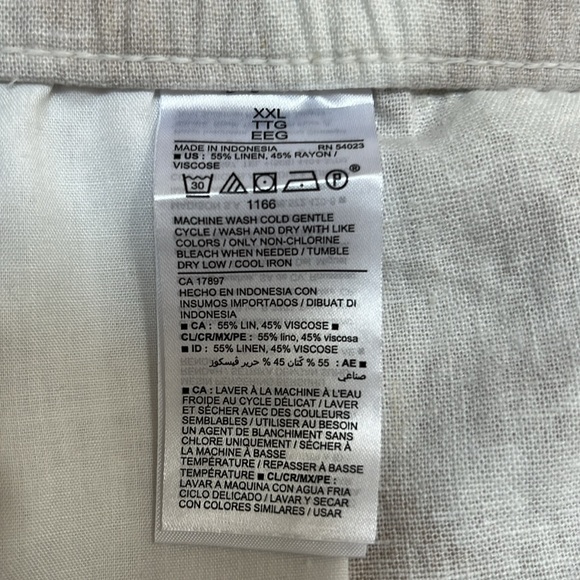 XXL
TTG
EEG
MADE IN INDONESIA RN 54023
■ US : 55% LINEN, 45% RAYON /
VISCOSE
30 P ®
1166
MACHINE WASH COLD GENTLE
CYCLE / WASH AND DRY WITH LIKE
COLORS / ONLY NON-CHLORINE
BLEACH WHEN NEEDED / TUMBLE
DRY LOW / COOL IRON
CA 17897
HECHO EN INDONESIA CON
INSUMOS IMPORTADOS / DIBUAT DI
INDONESIA
■ CA : 55% LIN, 45% VISCOSE ■
CL/CR/MX/PE : 55% lino, 45% viscosa
■ ID : 55% LINEN, 45% VISCOSE
■ AE : 55 % كتان 45 % حرير فيسكوز
صناعي
■ CA : LAVER À LA MACHINE À L'EAU
FROIDE AU CYCLE DÉLICAT / LAVER
ET SÉCHER AVEC DES COULEURS
SEMBLABLES / UTILISER AU BESOIN
UN AGENT DE BLANCHIMENT SANS
CHLORE UNIQUEMENT / SÉCHER À
LA MACHINE À BASSE
TEMPÉRATURE / REPASSER À BASSE
TEMPÉRATURE ■ CL/CR/MX/PE :
LAVAR A MAQUINA CON AGUA FRIA
CICLO DELICADO / LAVAR Y SECAR
CON COLORES SIMILARES / USAR